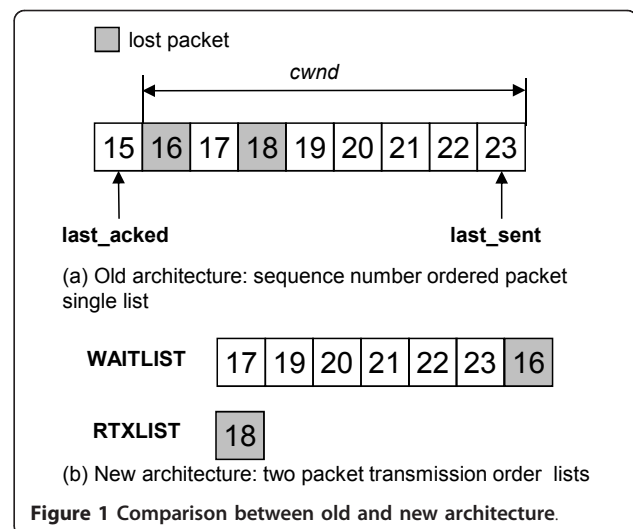 lost packet
cwnd
15 16 17 18 19 20 21 22 23
last_acked last_sent
(a) Old architecture: sequence number ordered packet
single list
WAITLIST 17 19 20 21 22 23 16
RTXLIST 18
(b) New architecture: two packet transmission order lists
Figure 1 Comparison between old and new architecture.